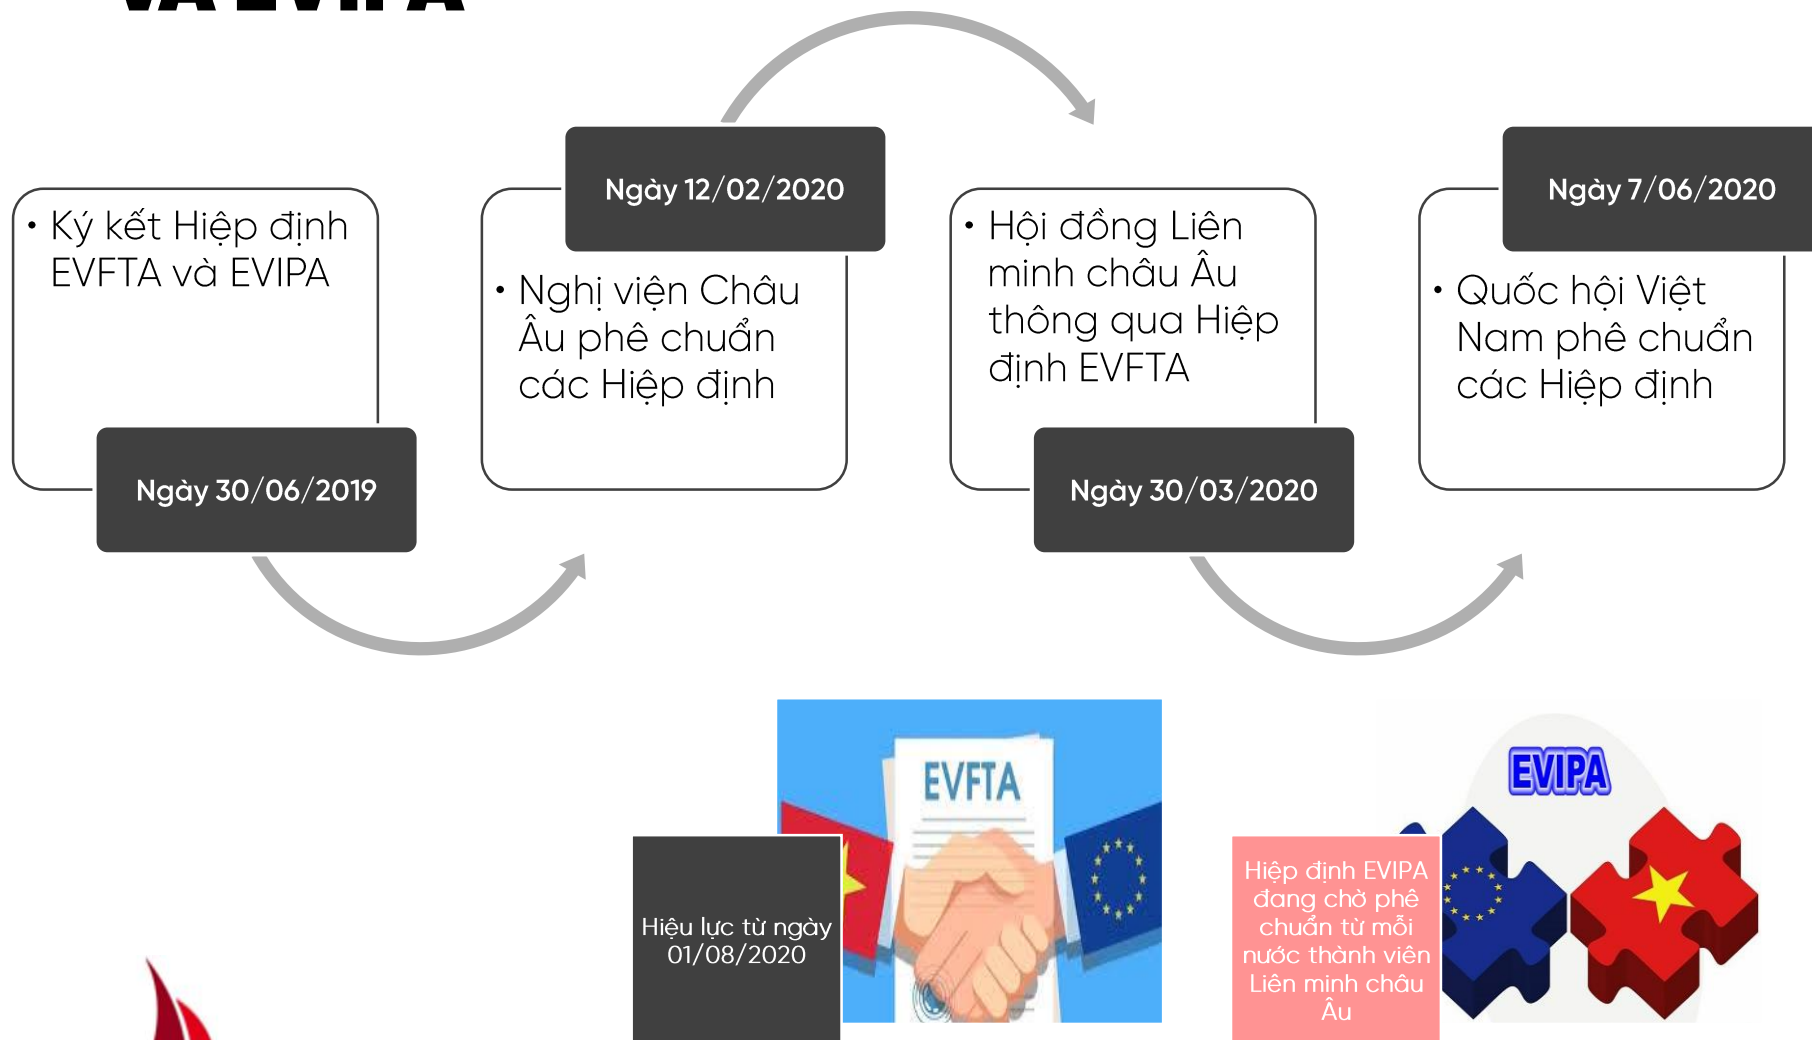 VÀ EVIPA
• Ký kết Hiệp định
EVFTA và EVIPA
Ngày 30/06/2019
Ngày 12/02/2020
• Nghị viện Châu
Âu phê chuẩn
các Hiệp định
• Hội đồng Liên
minh châu Âu
thông qua Hiệp
định EVFTA
Ngày 30/03/2020
Ngày 7/06/2020
• Quốc hội Việt
Nam phê chuẩn
các Hiệp định
EVFTA
Hiệu lực từ ngày
01/08/2020
EVIPA
Hiệp định EVIPA
đang chờ phê
chuẩn từ mỗi
nước thành viên
Liên minh châu
Âu